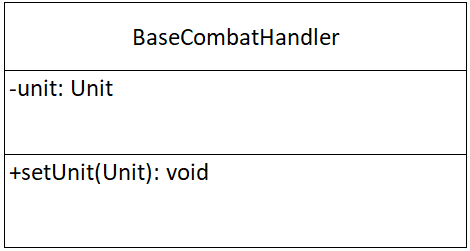 BaseCombatHandler
-unit: Unit
+setUnit(Unit): void